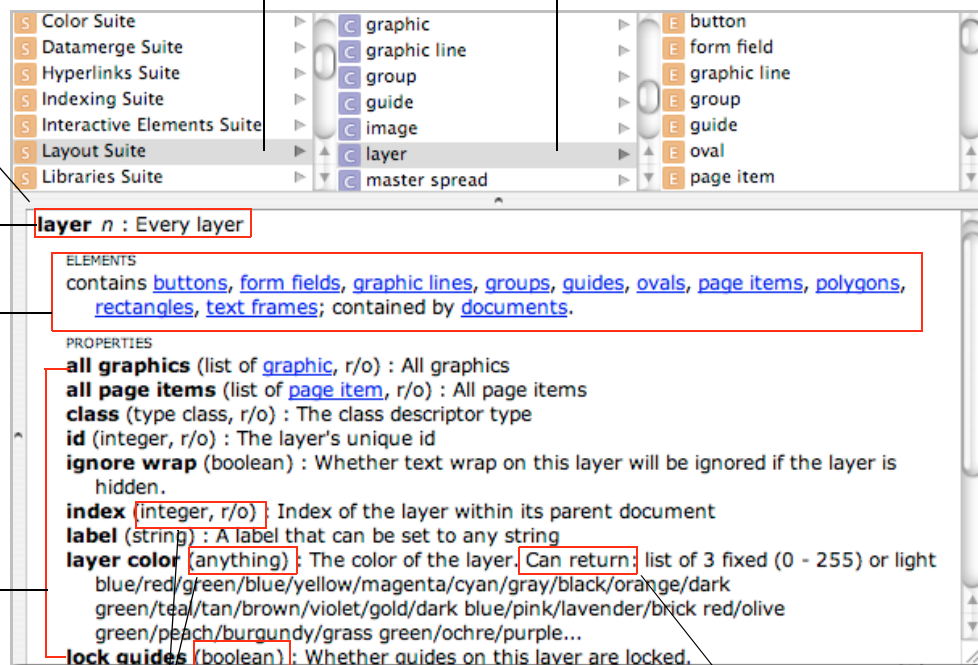 Color Suite
Datamerge Suite
Hyperlinks Suite
Indexing Suite
Interactive Elements Suite
Layout Suite
Libraries Suite
graphic
graphic line
group
guide
image
layer
master spread
button
form field
graphic line
group
guide
oval
page item
layer n : Every layer
ELEMENTS
contains buttons, form fields, graphic lines, groups, guides, ovals, page items, polygons,
rectangles, text frames; contained by documents.
PROPERTIES
all graphics (list of graphic, r/o) : All graphics
all page items (list of page item, r/o) : All page items
class (type class, r/o) : The class descriptor type
id (integer, r/o) : The layer's unique id
ignore wrap (boolean) : Whether text wrap on this layer will be ignored if the layer is
hidden.
index (integer, r/o) : Index of the layer within its parent document
label (string) : A label that can be set to any string
layer color (anything) : The color of the layer. Can return: list of 3 fixed (0 - 255) or light
blue/red/green/blue/yellow/magenta/cyan/gray/black/orange/dark
green/teal/tan/brown/violet/gold/dark blue/pink/lavender/brick red/olive
green/peach/burgundy/grass green/ochre/purple...
lock guides (boolean) : Whether guides on this layer are locked.